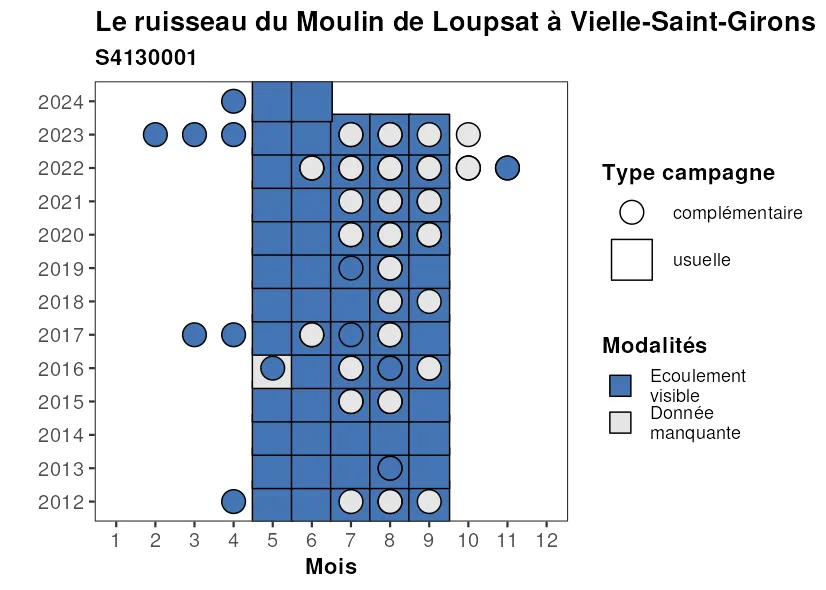 Le ruisseau du Moulin de Loupsat à Vielle-Saint-Girons
S4130001
2024
2023
2022
2021
2020
2019
2018
2017
2016
2015
2014
2013
2012
1 2 3 4 5 6 7 8 9 10 11 12
Mois
Type campagne
complémentaire
usuelle
Modalités
Ecoulement
visible
Donnée
manquante